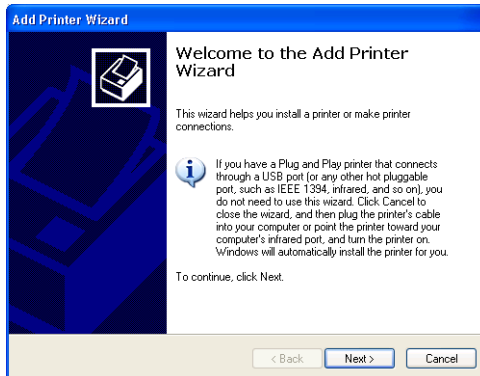 Add Printer Wizard
Welcome to the Add Printer
Wizard
This wizard helps you install a printer or make printer
connections.
If you have a Plug and Play printer that connects
through a USB port (or any other hot pluggable
port, such as IEEE 1394, infrared, and so on), you
do not need to use this wizard. Click Cancel to
close the wizard, and then plug the printer's cable
into your computer or point the printer toward your
computer's infrared port, and turn the printer on.
Windows will automatically install the printer for you.
To continue, click Next.
< Back
Next >
Cancel